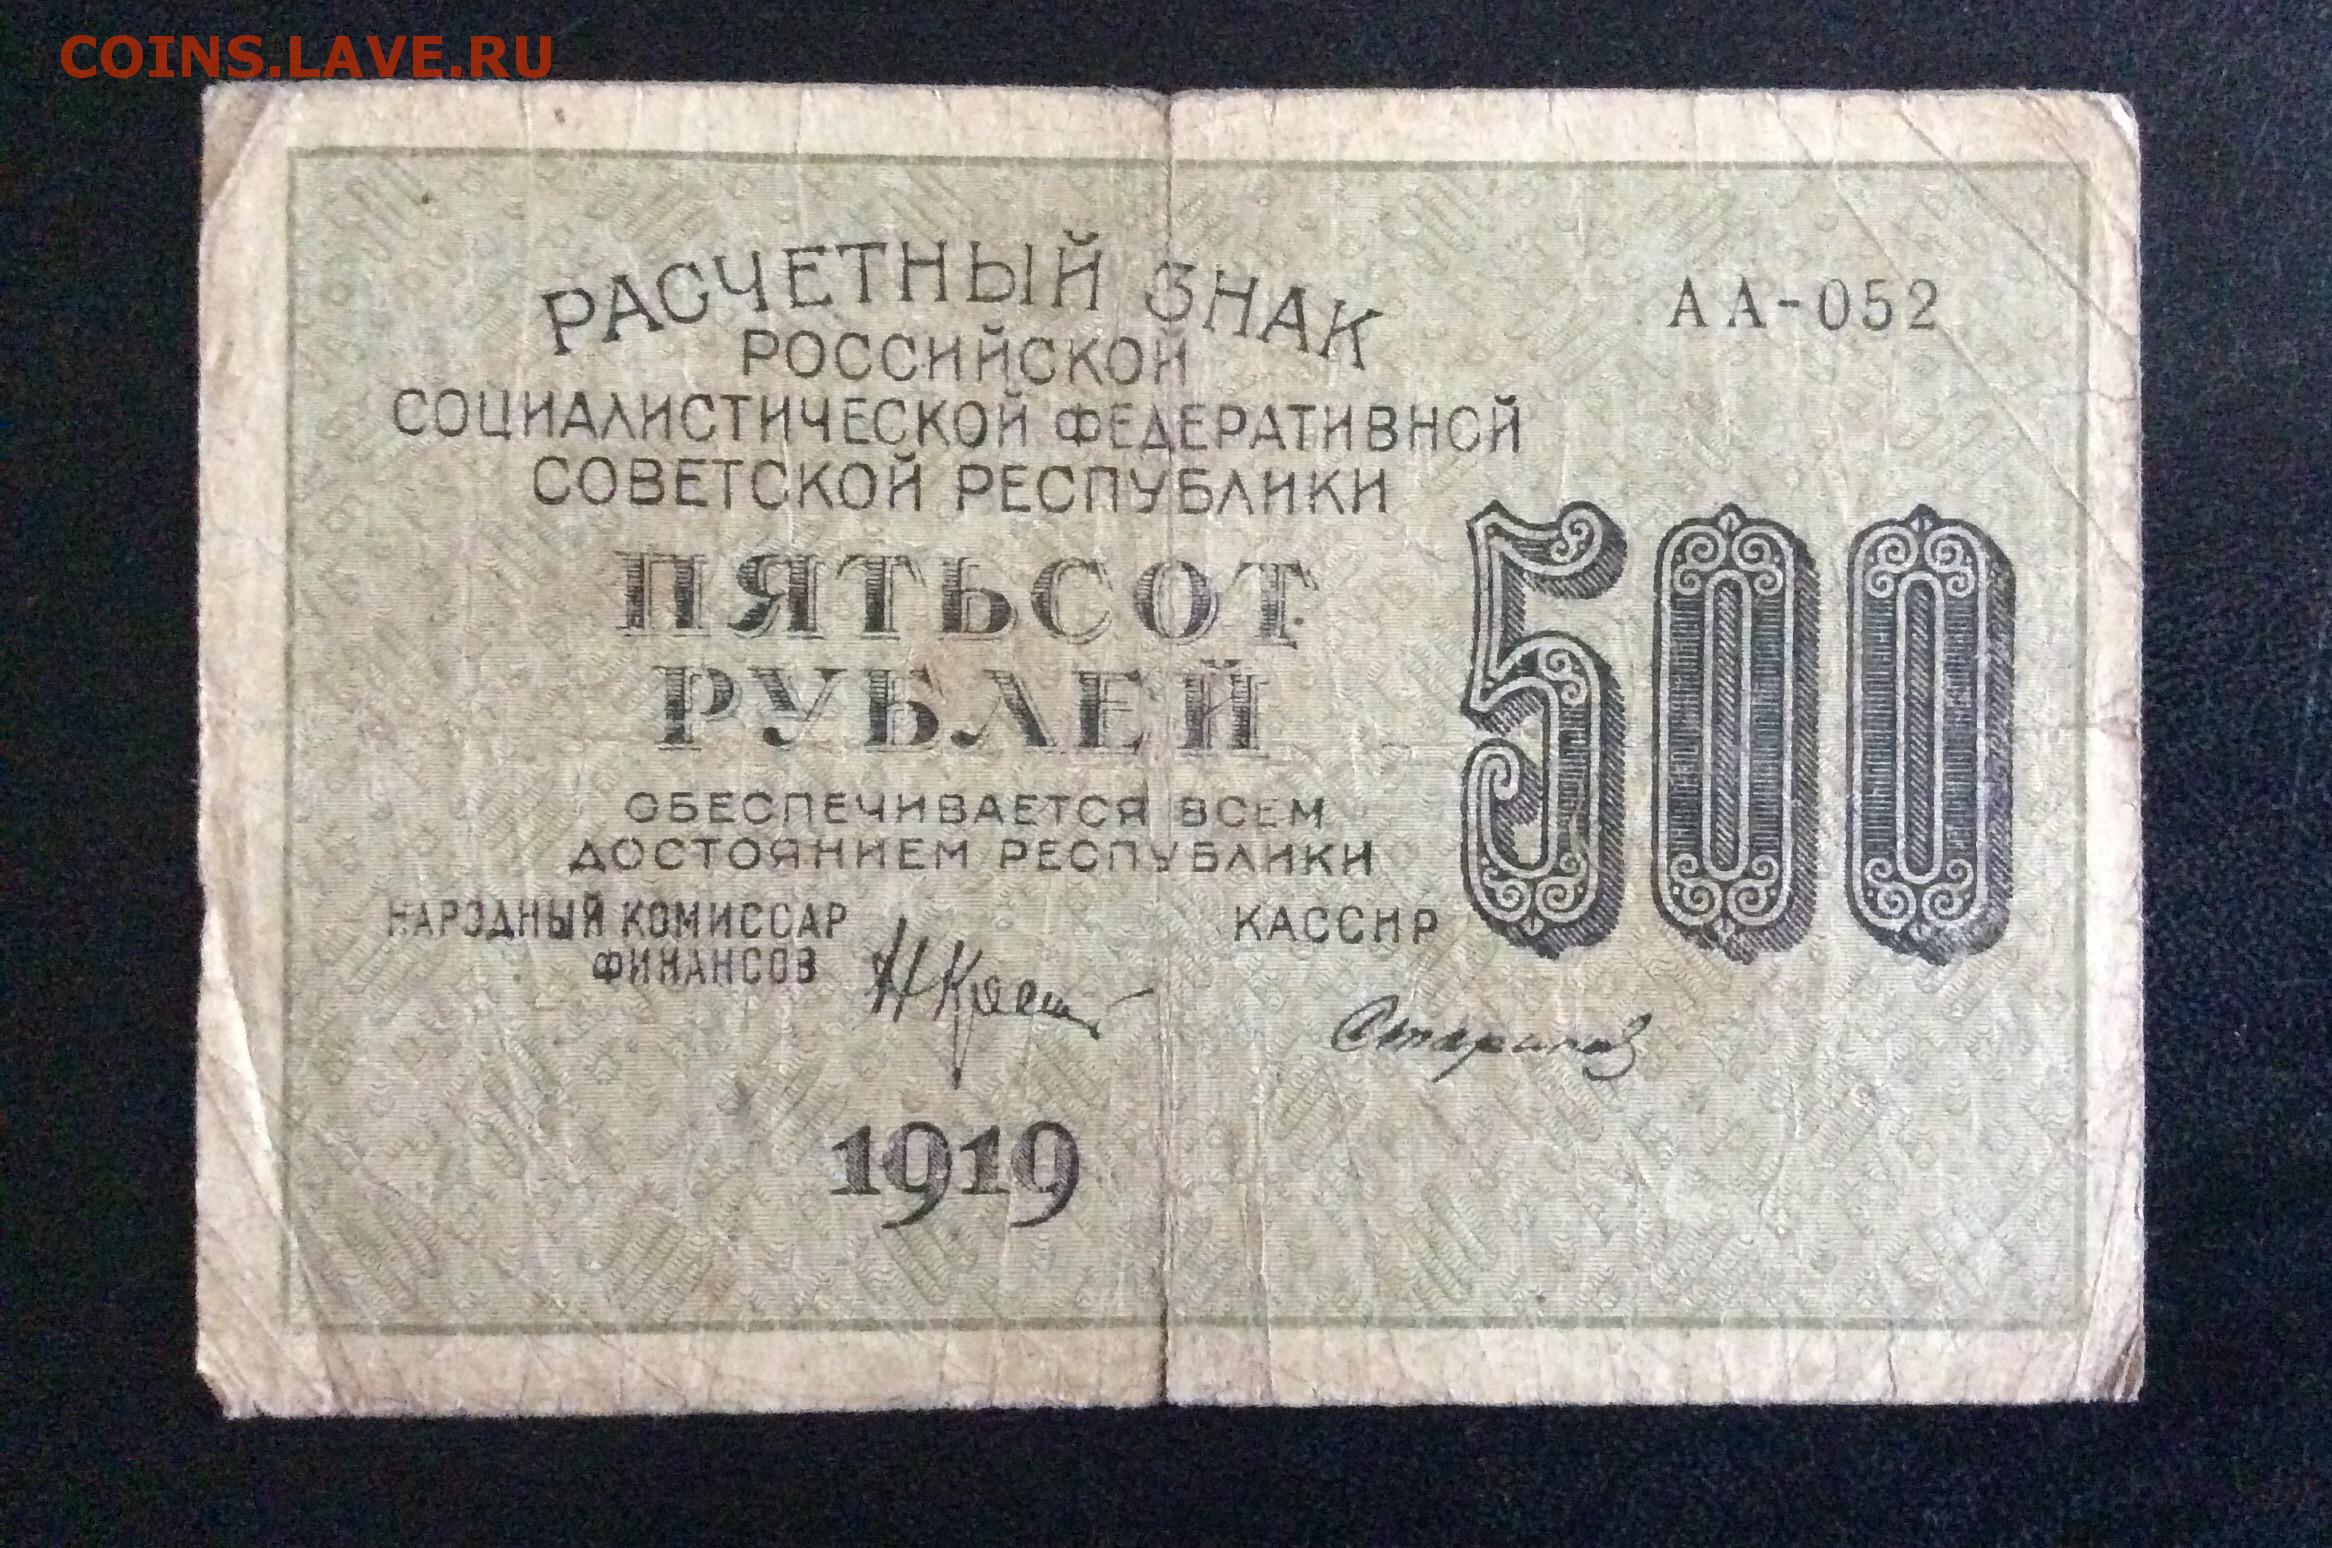 COINS.LAVE.RU
РАСЧЕТНЫЙ ЗНАК
АА-052
РОССИЙСКОЙ
СОЦИАЛИСТИЧЕСКОЙ ФЕДЕРАТИВНОЙ
СОВЕТСКОЙ РЕСПУБЛИКИ
ПЯТЬСОТ
РУБЛЕЙ
500
ОБЕСПЕЧИВАЕТСЯ ВСЕМ
ДОСТОЯНИЕМ РЕСПУБЛИКИ
НАРОДНЫЙ КОМИССАР
ФИНАНСОВ
КАССИР
1919